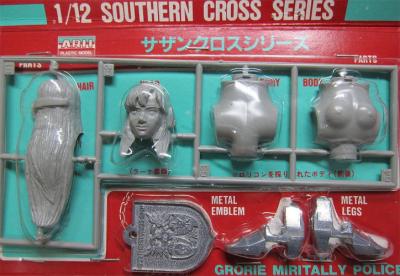 1/12 SOUTHERN CROSS SERIES
ARII
PLASTIC MODEL
サザンクロスシリーズ
PARTS
PARTS
HAIR
HEAD
BODY
BODY
METAL
EMBLEM
METAL
LEGS
GRORIE MIRITALLY POLICE